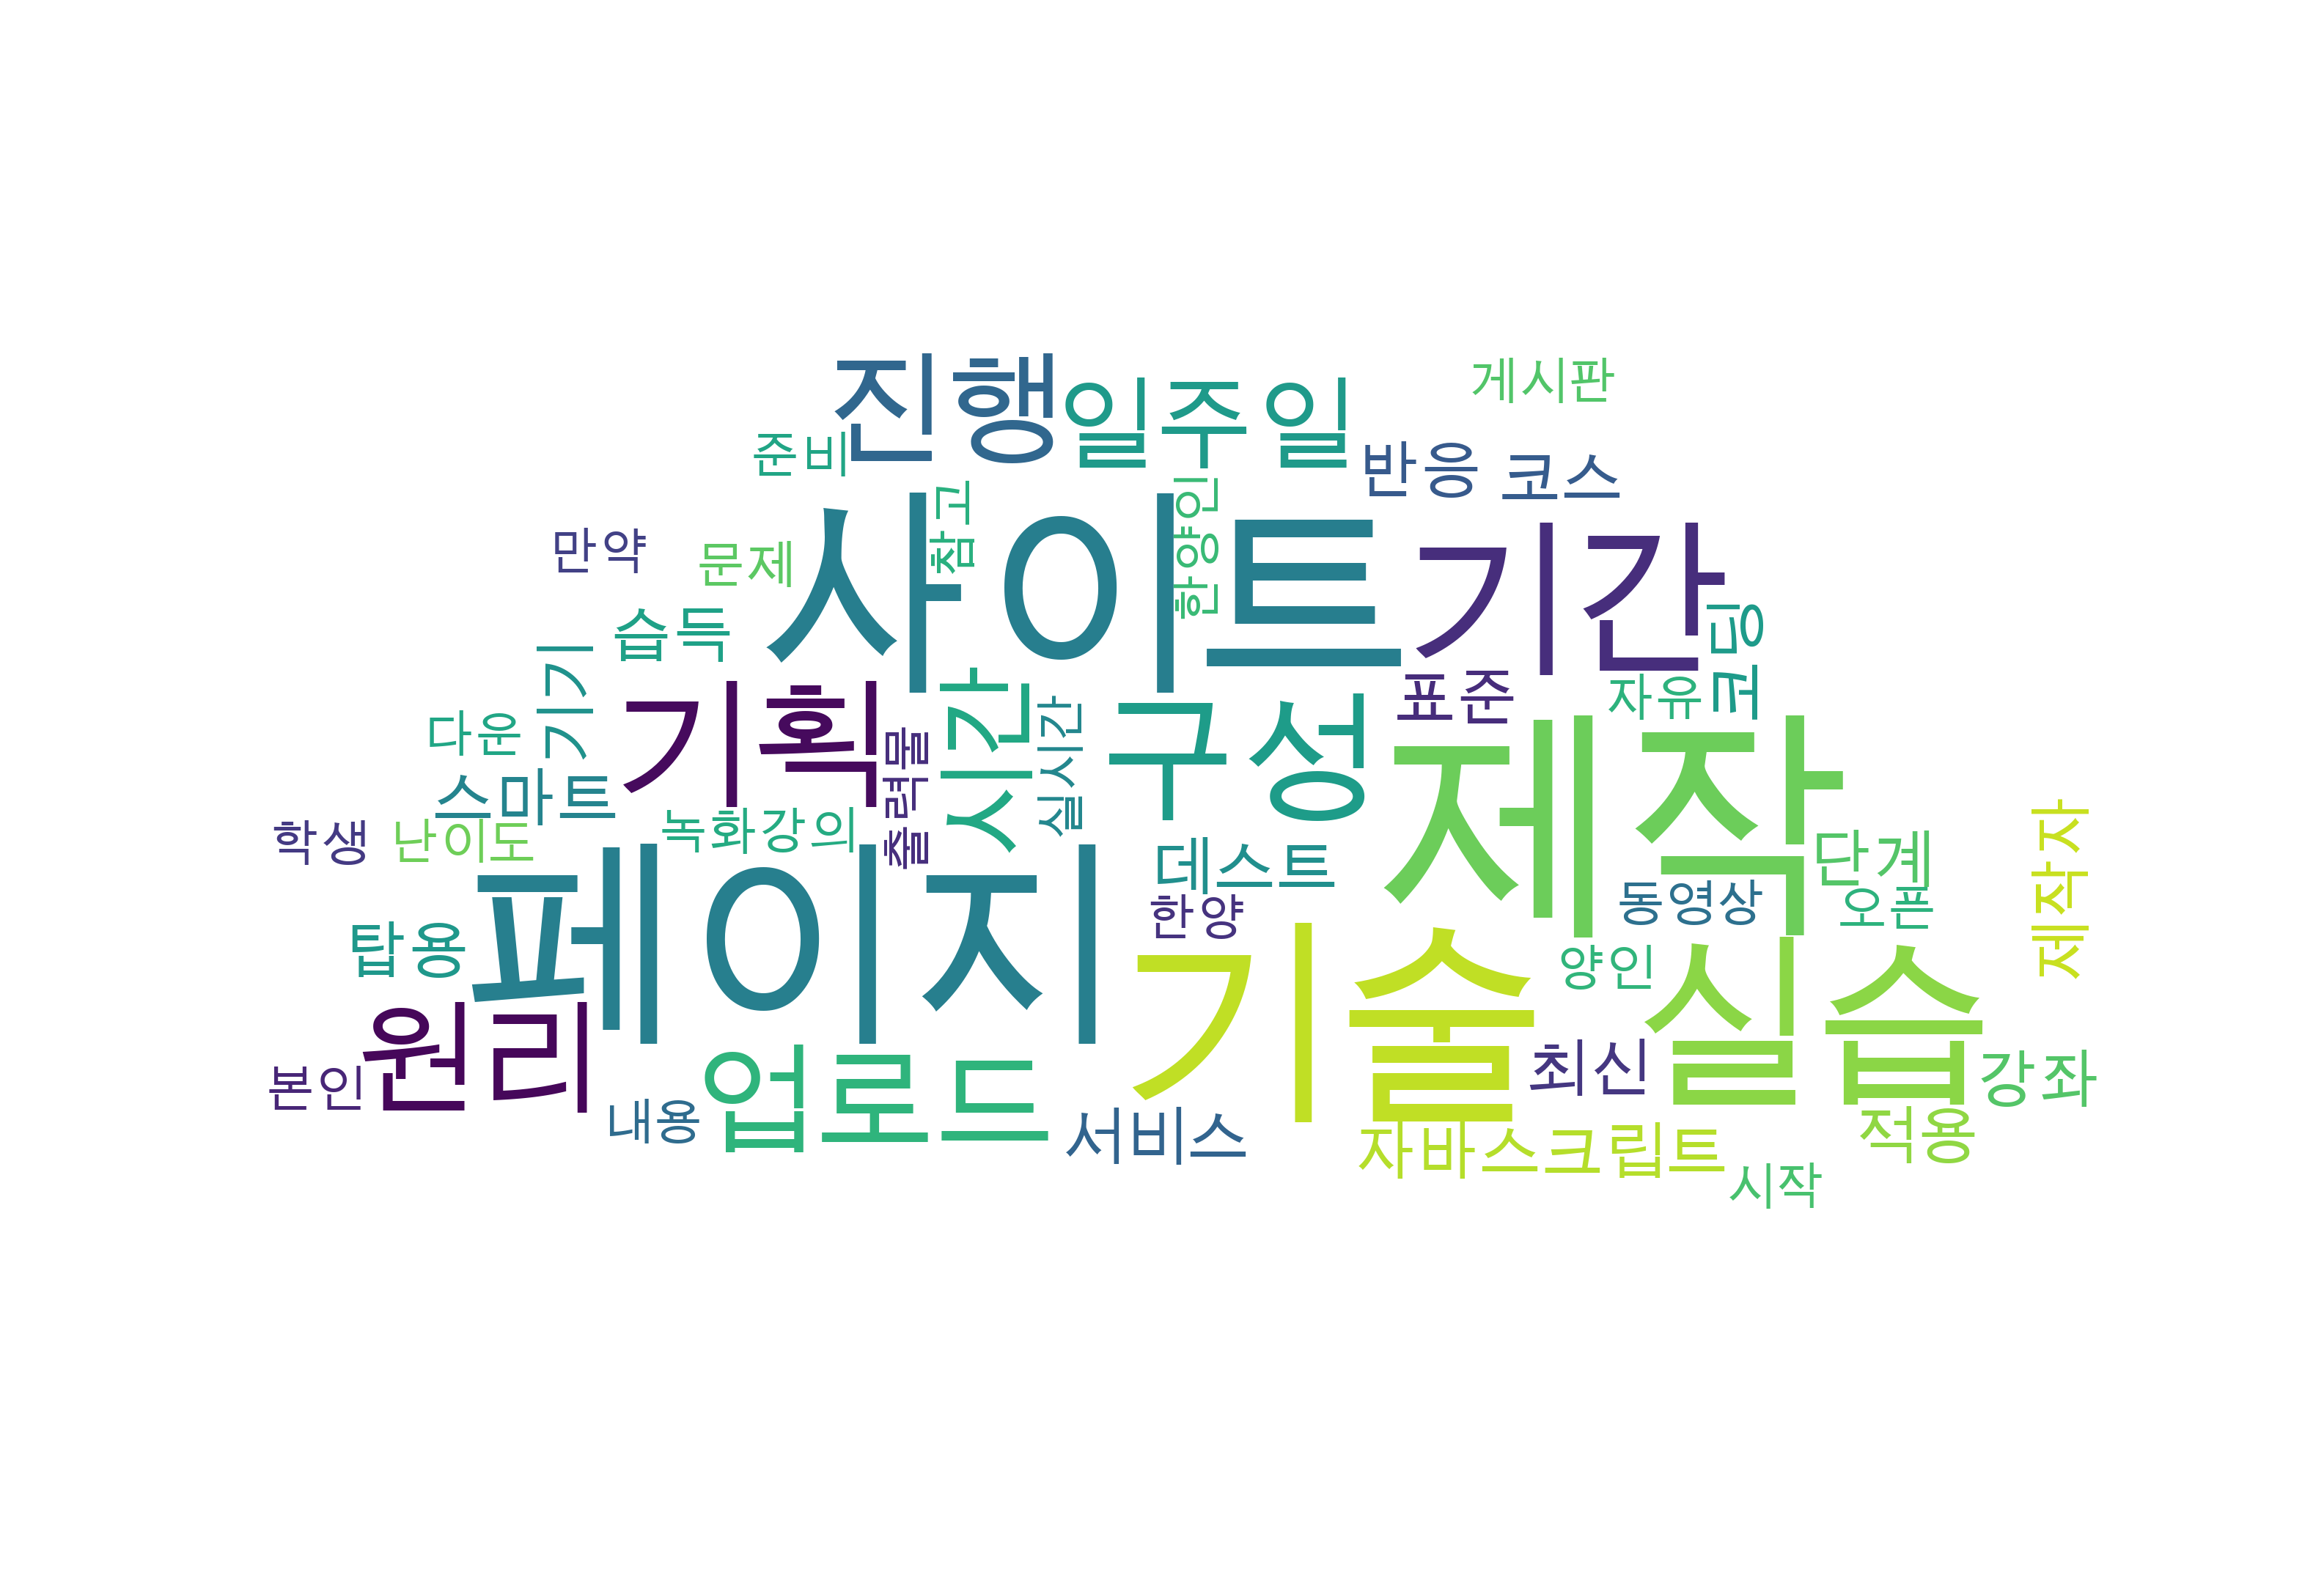 진행
일주일
게시판
준비
반응
코스
참고
한양인
만약
문제
사이트
기간
습득
코딩
기기
기획
시간
실시간
구성
표준
자유
다운
줌녹음
제작
스마트
학생
난이도
녹화강의
데스트
단계
제작자
한양
동영상
오픈
탑용
페이지
기술
양인
실습
원리
최신
본인
내용
업로드
서비스
자바스크립트
강좌
적용
시작